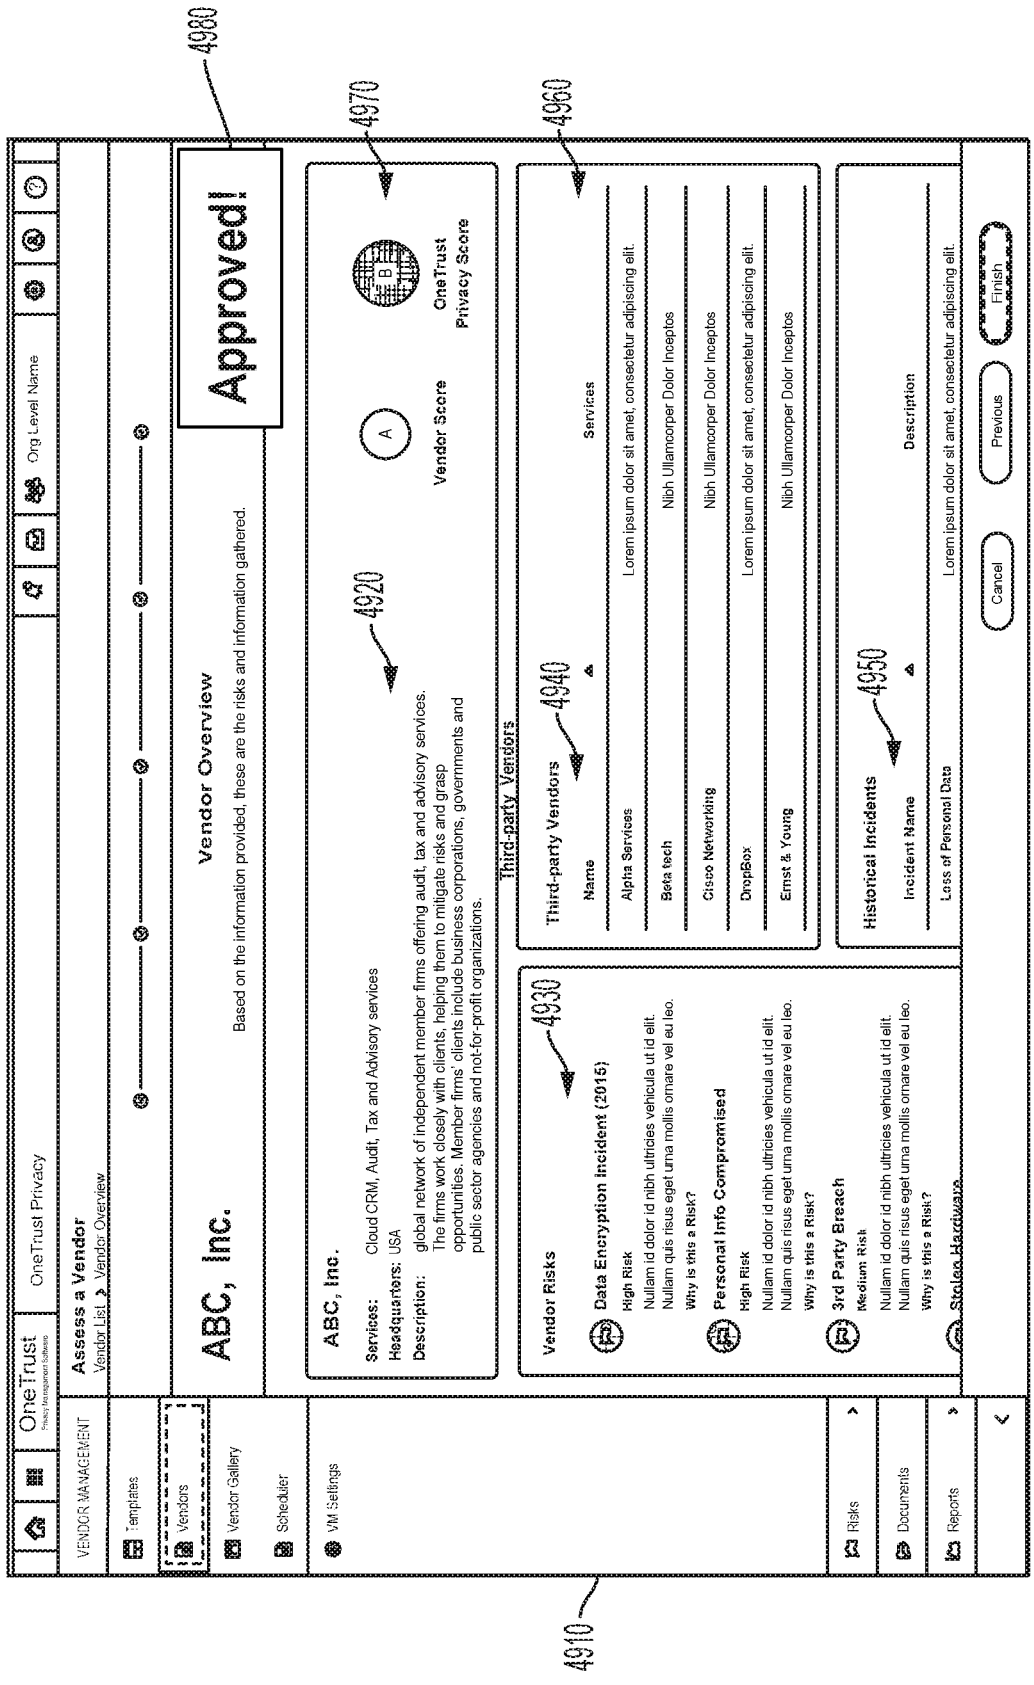 OneTrust
Privacy Management Software
OneTrust Privacy
Org Level Name
?
VENDOR MANAGEMENT
Templates
Vendors
Vendor Gallery
Scheduler
VM Settings
Risks
Documents
Reports
4910
Assess a Vendor
Vendor List > Vendor Overview
ABC, Inc.
Vendor Overview
Based on the information provided, these are the risks and information gathered.
Approved!
4980
ABC, Inc.
Services: Cloud CRM, Audit, Tax and Advisory services
Headquarters: USA
Description: global network of independent member firms offering audit, tax and advisory services.
The firms work closely with clients, helping them to mitigate risks and grasp
opportunities. Member firms' clients include business corporations, governments and
public sector agencies and not-for-profit organizations.
4920
A
Vendor Score
B
OneTrust
Privacy Score
4970
Vendor Risks
4930
Data Encryption Incident (2015)
High Risk
Nullam id dolor id nibh ultricies vehicula ut id elit.
Nullam quis risus eget urna mollis ornare vel eu leo.
Why is this a Risk?
Personal Info Compromised
High Risk
Nullam id dolor id nibh ultricies vehicula ut id elit.
Nullam quis risus eget urna mollis ornare vel eu leo.
Why is this a Risk?
3rd Party Breach
Medium Risk
Nullam id dolor id nibh ultricies vehicula ut id elit.
Nullam quis risus eget urna mollis ornare vel eu leo.
Why is this a Risk?
Stolen Hardware
Third-party Vendors
Third-party Vendors
4940
4960
Name Services
Alpha Services Lorem ipsum dolor sit amet, consectetur adipiscing elit.
Beta tech Nibh Ullamcorper Dolor Inceptos
Cisco Networking Nibh Ullamcorper Dolor Inceptos
DropBox Lorem ipsum dolor sit amet, consectetur adipiscing elit.
Ernst & Young Nibh Ullamcorper Dolor Inceptos
Historical Incidents
4950
Incident Name Description
Loss of Personal Data Lorem ipsum dolor sit amet, consectetur adipiscing elit.
Cancel
Previous
Finish